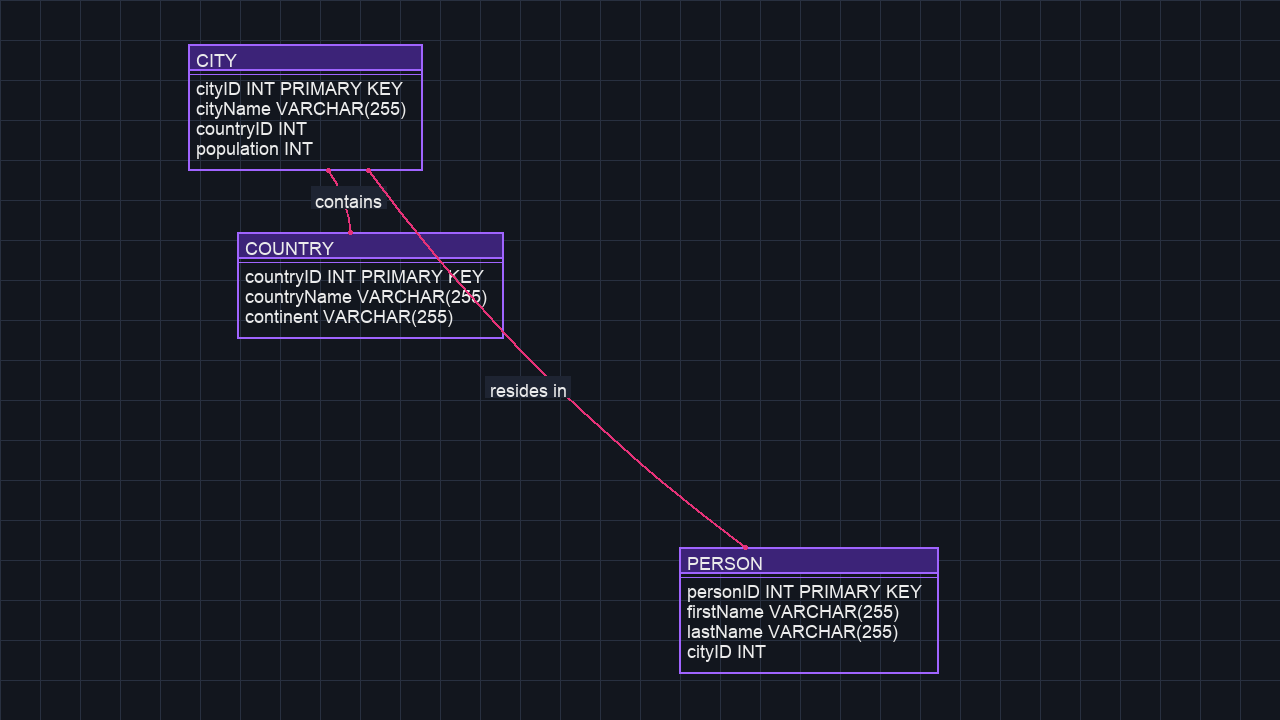 CITY
cityID INT PRIMARY KEY
cityName VARCHAR(255)
countryID INT
population INT
contains
COUNTRY
countryID INT PRIMARY KEY
countryName VARCHAR(255)
continent VARCHAR(255)
resides in
PERSON
personID INT PRIMARY KEY
firstName VARCHAR(255)
lastName VARCHAR(255)
cityID INT